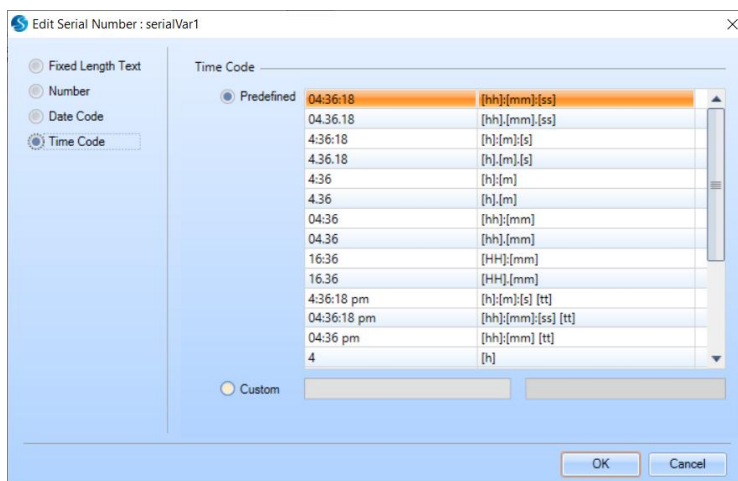 Edit Serial Number : serialVar1
Fixed Length Text
Number
Date Code
Time Code
Time Code
Predefined
04:36:18 [hh]:[mm]:[ss]
04.36.18 [hh].[mm].[ss]
4:36:18 [h]:[m]:[s]
4.36.18 [h].[m].[s]
4:36 [h]:[m]
4.36 [h].[m]
04:36 [hh]:[mm]
04.36 [hh].[mm]
16:36 [HH]:[mm]
16.36 [HH].[mm]
4:36:18 pm [h]:[m]:[s] [tt]
04:36:18 pm [hh]:[mm]:[ss] [tt]
04:36 pm [hh]:[mm] [tt]
4 [h]
Custom
OK Cancel